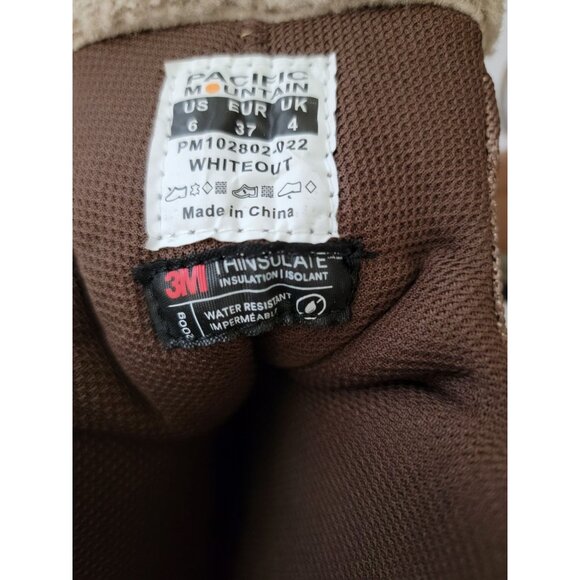 PACIFIC
MOUNTAIN
US EUR UK
6 37 4
PM102802-022
WHITEOUT
Made in China
3M THINSULATE
INSULATION | ISOLANT
200g
WATER RESISTANT
IMPERMÉABLE